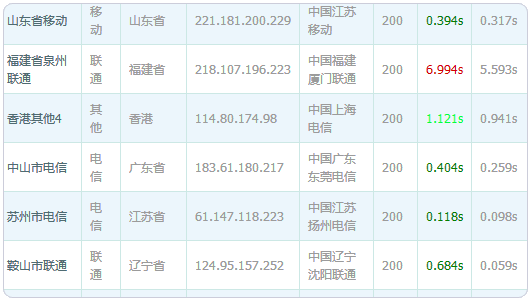 山东省移动 移动 山东省 221.181.200.229 中国江苏移动 200 0.394s 0.317s
福建省泉州联通 联通 福建省 218.107.196.223 中国福建厦门联通 200 6.994s 5.593s
香港其他4 其他 香港 114.80.174.98 中国上海电信 200 1.121s 0.941s
中山市电信 电信 广东省 183.61.180.217 中国广东东莞电信 200 0.404s 0.259s
苏州市电信 电信 江苏省 61.147.118.223 中国江苏扬州电信 200 0.118s 0.098s
鞍山市联通 联通 辽宁省 124.95.157.252 中国辽宁沈阳联通 200 0.684s 0.059s